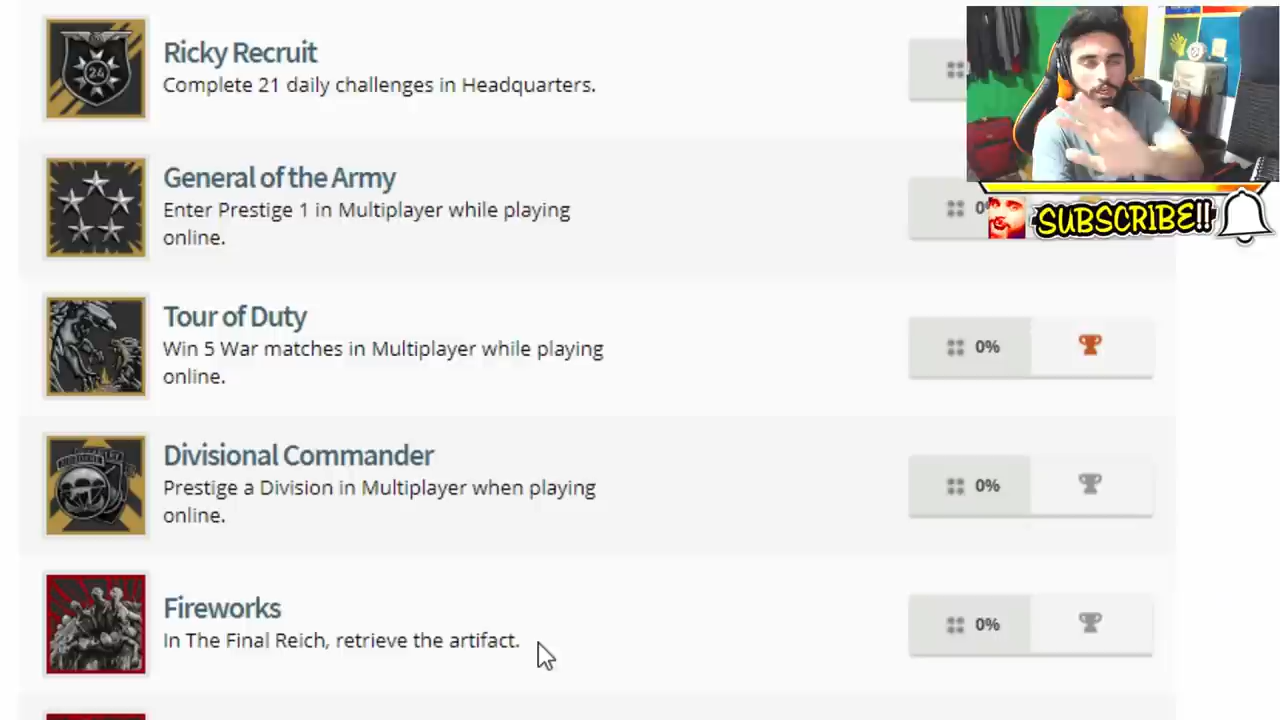 Ricky Recruit
Complete 21 daily challenges in Headquarters.
24
General of the Army
Enter Prestige 1 in Multiplayer while playing
online.
0
SUBSCRIBE!!
Tour of Duty
Win 5 War matches in Multiplayer while playing
online.
0%
Divisional Commander
Prestige a Division in Multiplayer when playing
online.
0%
Fireworks
In The Final Reich, retrieve the artifact.
0%